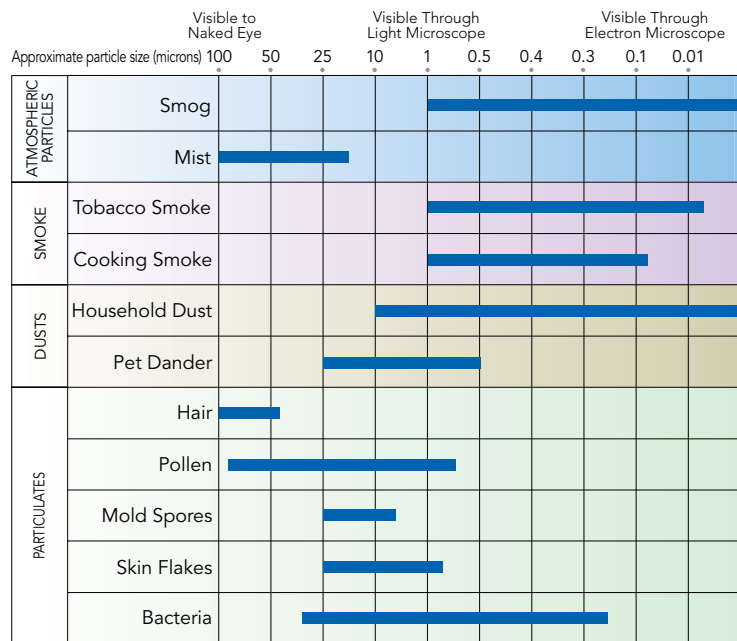 Visible to
Naked Eye
Visible Through
Light Microscope
Visible Through
Electron Microscope
Approximate particle size (microns) 100 50 25 10 1 0.5 0.4 0.3 0.1 0.01
ATMOSPHERIC
PARTICLES
Smog
Mist
SMOKE
Tobacco Smoke
Cooking Smoke
DUSTS
Household Dust
Pet Dander
PARTICULATES
Hair
Pollen
Mold Spores
Skin Flakes
Bacteria